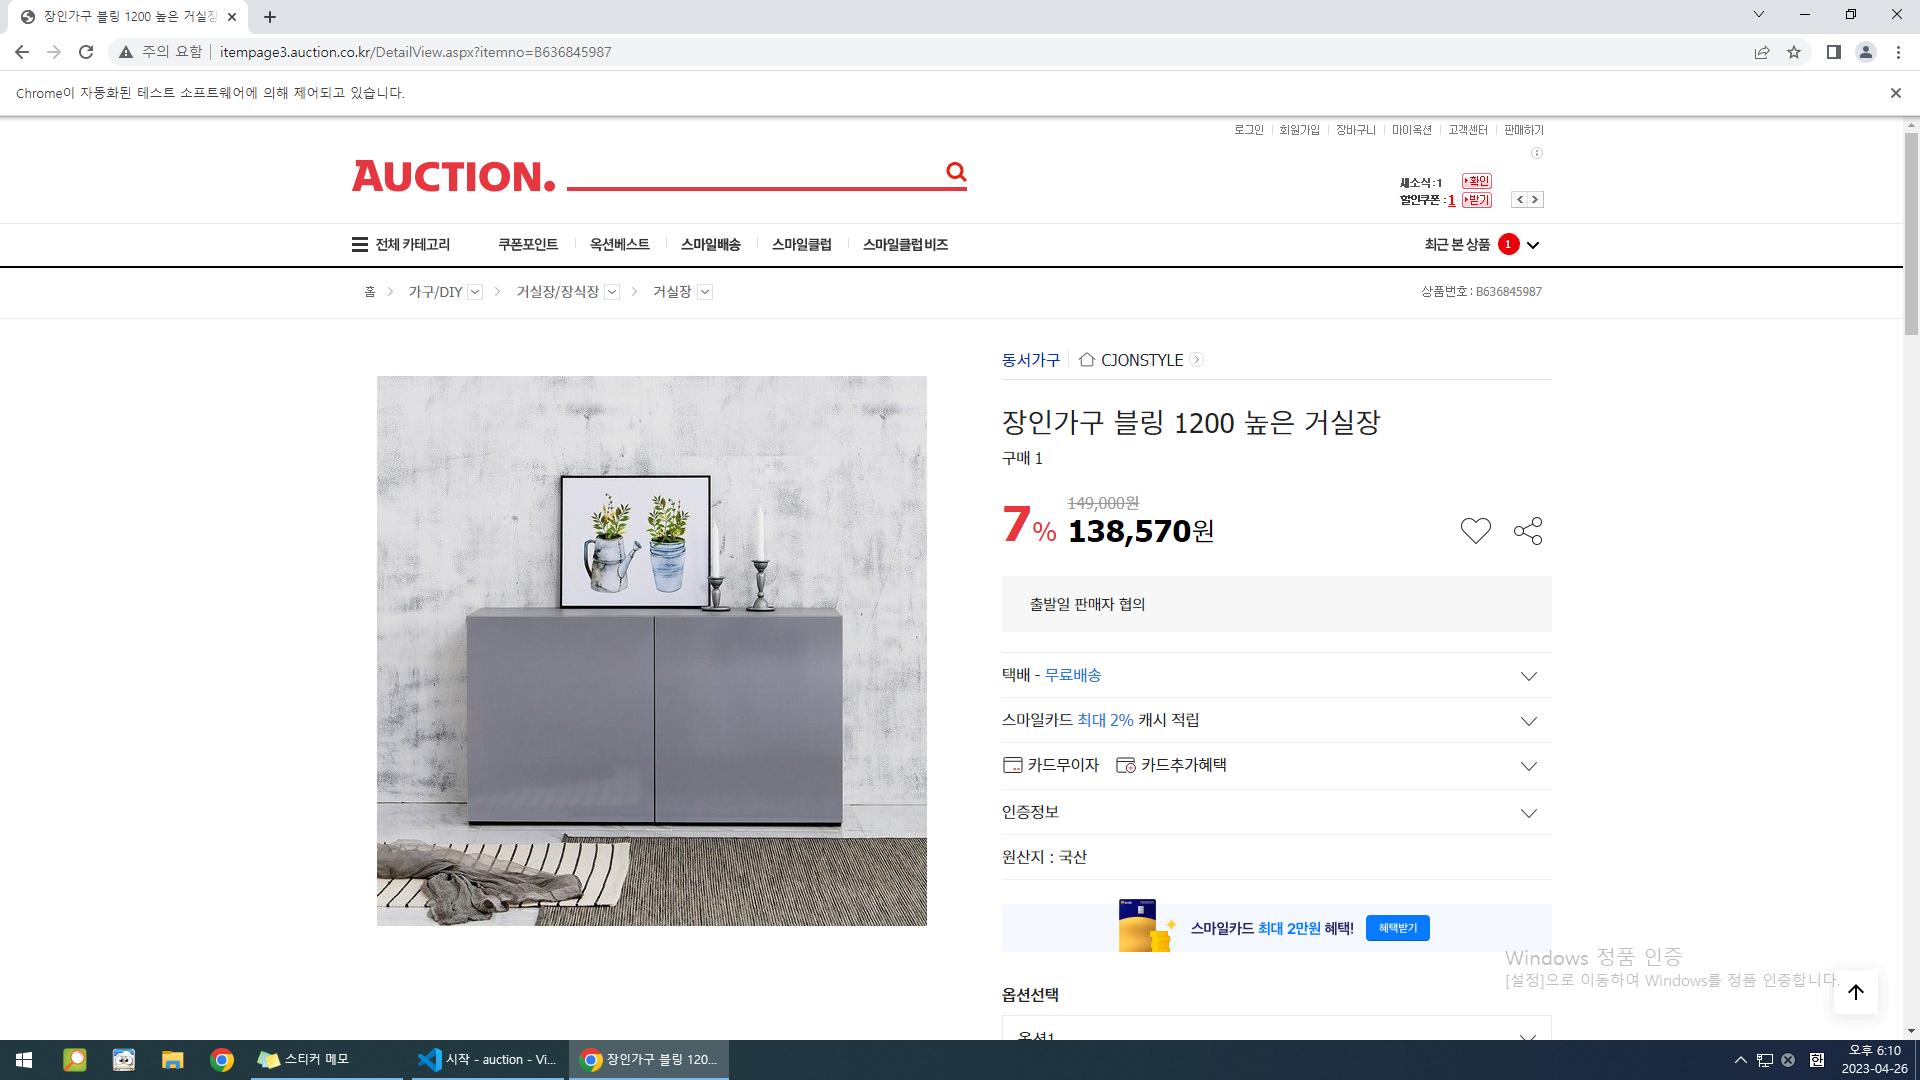 장인가구 블링 1200 높은 거실장
주의 요함
itempage3.auction.co.kr/DetailView.aspx?itemno=B636845987
Chrome이 자동화된 테스트 소프트웨어에 의해 제어되고 있습니다.
로그인 회원가입 장바구니 마이옥션 고객센터 판매하기
AUCTION.
새소식:1 확인
할인쿠폰 : 1 받기
전체 카테고리 쿠폰포인트 옥션베스트 스마일배송 스마일클럽 스마일클럽 비즈 최근 본 상품 1
홈 가구/DIY 거실장/장식장 거실장 상품번호 : B636845987
동서가구 CJONSTYLE
장인가구 블링 1200 높은 거실장
구매 1
149,000원
7% 138,570원
출발일 판매자 협의
택배 - 무료배송
스마일카드 최대 2% 캐시 적립
카드무이자 카드추가혜택
인증정보
원산지 : 국산
스마일카드 최대 2만원 혜택! 혜택받기
Windows 정품 인증
[설정]으로 이동하여 Windows를 정품 인증합니다.
옵션선택
옵션1
스티커 메모 시작 - auction - Vi... 장인가구 블링 120... 한 오후 6:10
2023-04-26